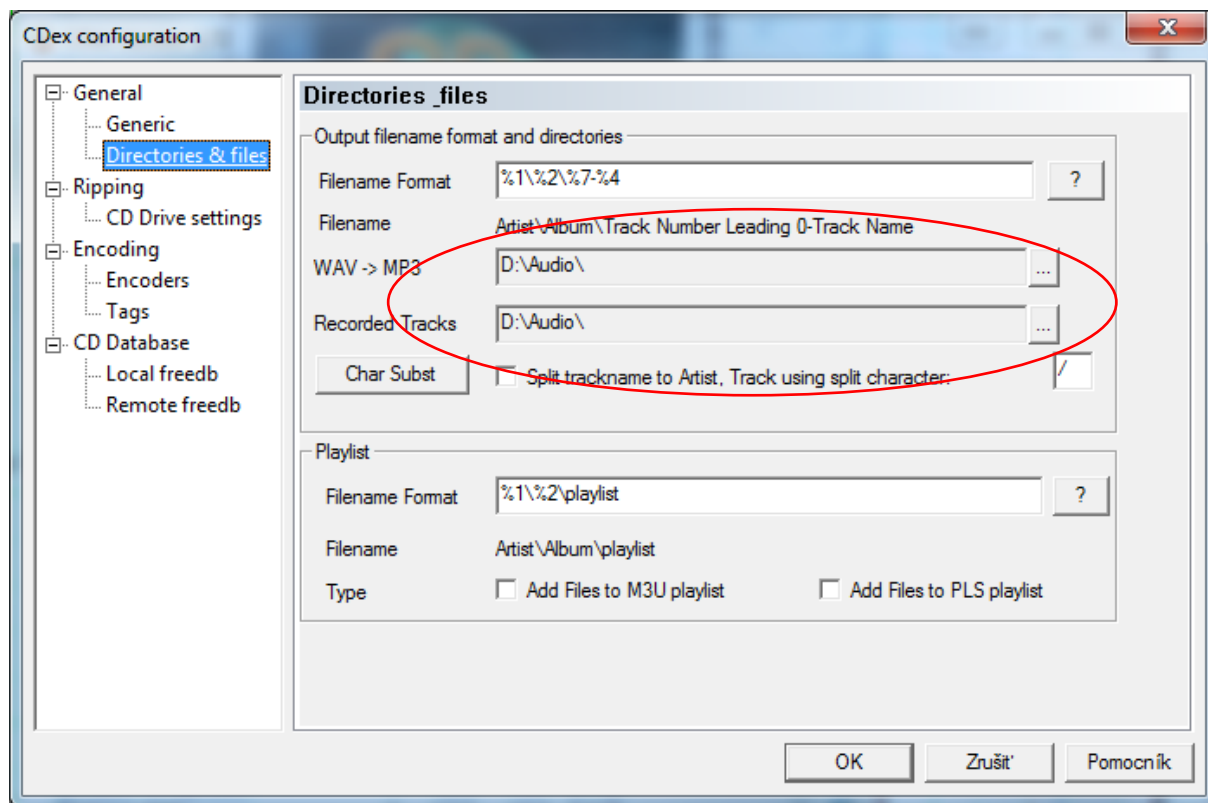 CDex configuration
General
Generic
Directories & files
Ripping
CD Drive settings
Encoding
Encoders
Tags
CD Database
Local freedb
Remote freedb
Directories _files
Output filename format and directories
Filename Format %1\%2\%7-%4 ?
Filename Artist\Album\Track Number Leading 0-Track Name
WAV -> MP3 D:\Audio\ ...
Recorded Tracks D:\Audio\ ...
Char Subst Split trackname to Artist, Track using split character: /
Playlist
Filename Format %1\%2\playlist ?
Filename Artist\Album\playlist
Type Add Files to M3U playlist Add Files to PLS playlist
OK Zrušiť Pomocník